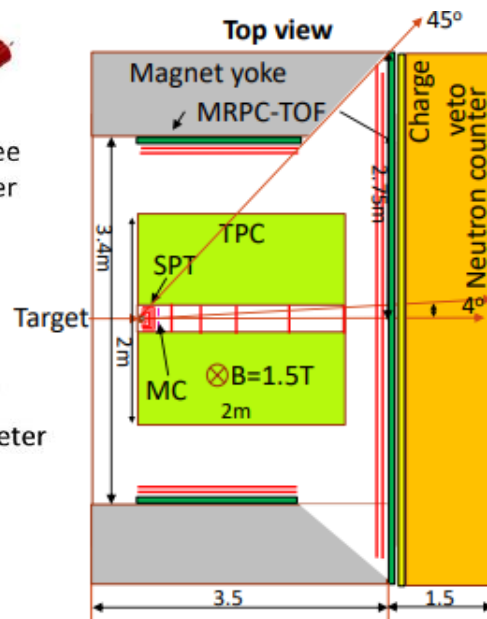 Top view
45°
Magnet yoke
MRPC-TOF
ee
er
Charge
veto
Neutron counter
2.75m
3.4m
TPC
SPT
Target
4°
2m
MC
⊗B=1.5T
2m
eter
3.5
1.5